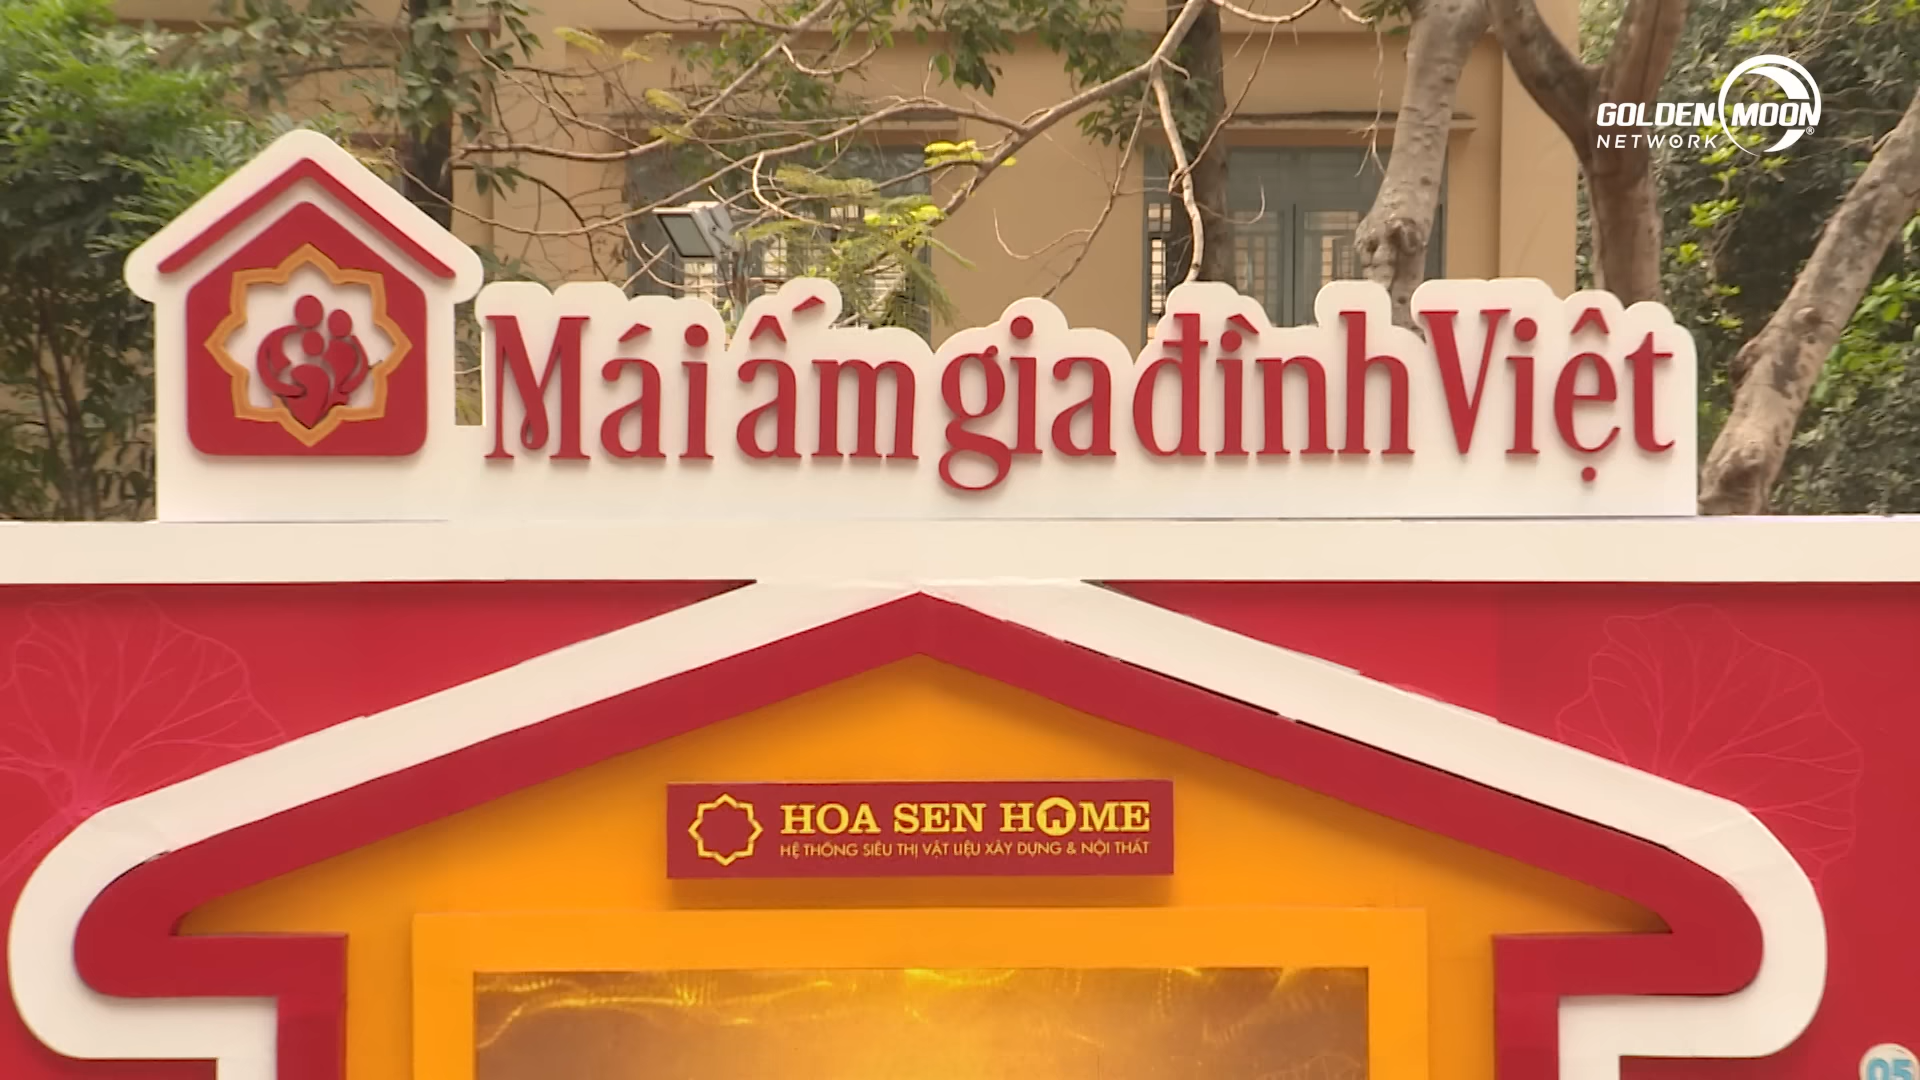 GOLDEN MOON
NETWORK
Mái ấm gia đình Việt
HOA SEN HOME
HỆ THỐNG SIÊU THỊ VẬT LIỆU XÂY DỰNG & NỘI THẤT
05